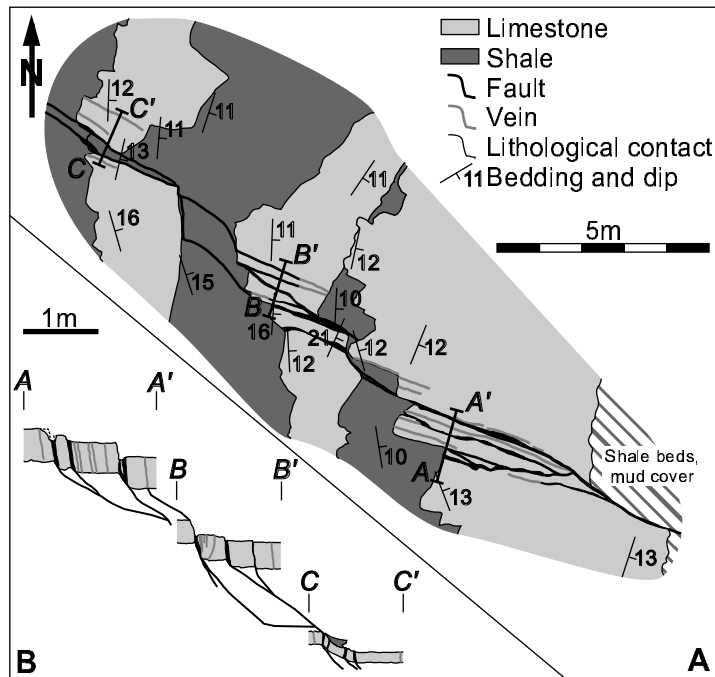 N
Limestone
Shale
Fault
Vein
Lithological contact
11 Bedding and dip
5m
12
C'
11
11
13
C
16
11
11
B'
12
15
B
10
16
21
12
12
12
A'
10
A
13
Shale beds,
mud cover
13
1m
A
A'
B
B'
C
C'
B
A